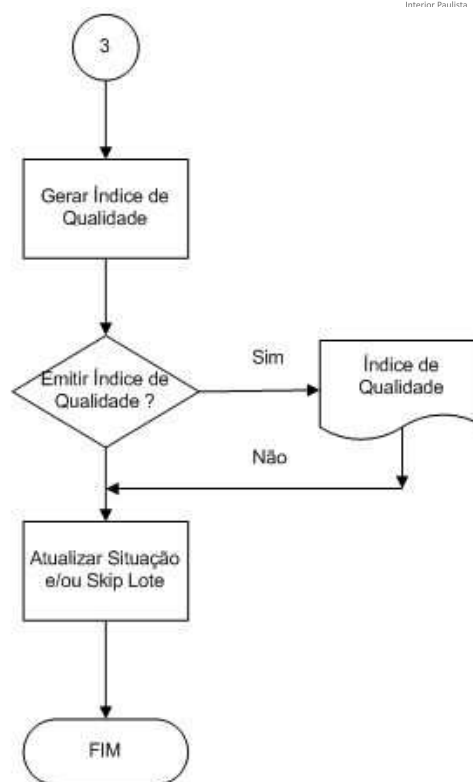 Interior Paulista
3
Gerar Índice de
Qualidade
Emitir Índice de
Qualidade ?
Sim
Índice de
Qualidade
Não
Atualizar Situação
e/ou Skip Lote
FIM